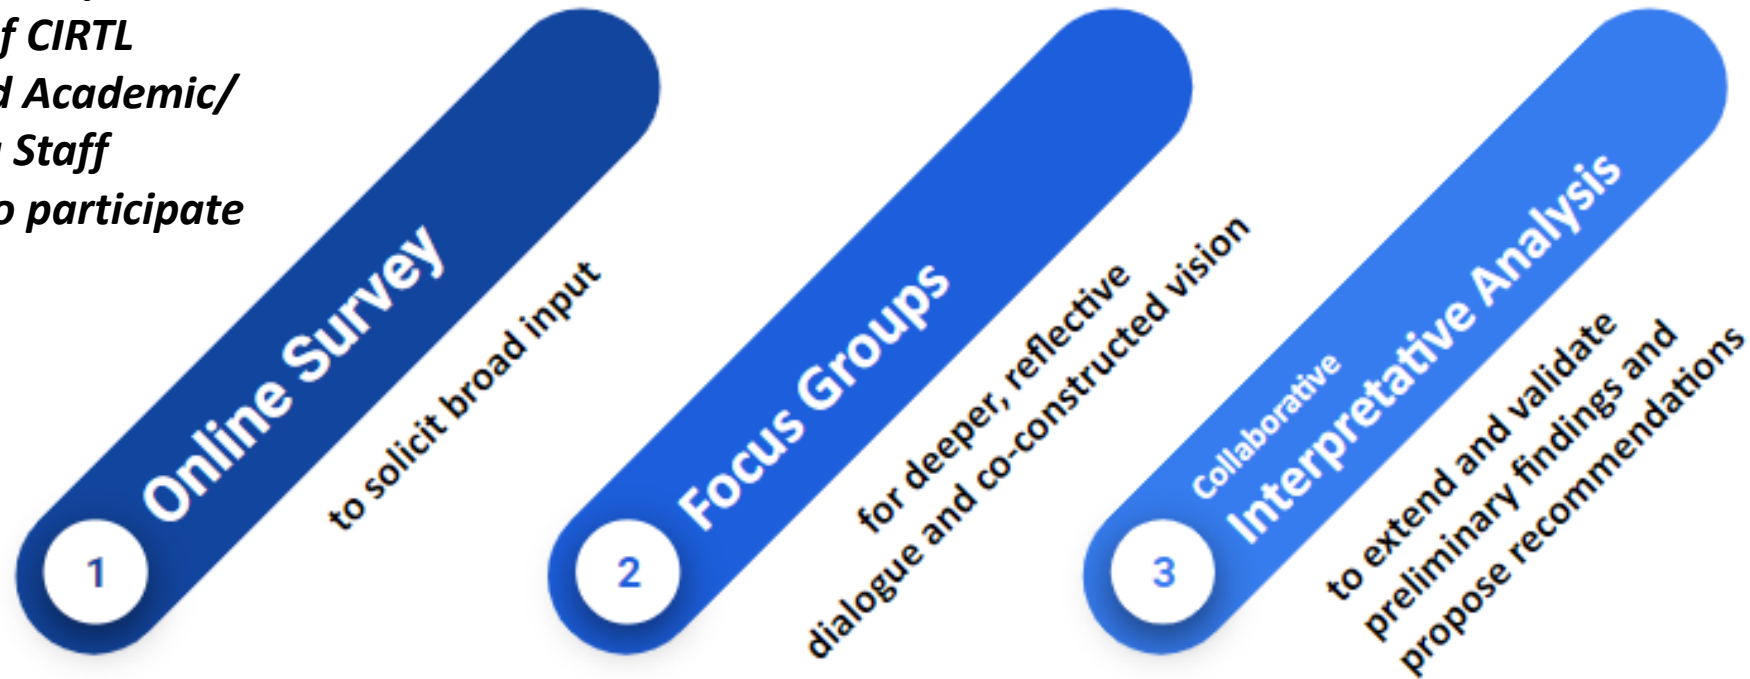 f CIRTL
d Academic/
Staff
o participate
1
Online Survey
to solicit broad input
2
Focus Groups
for deeper, reflective
dialogue and co-constructed vision
3
Collaborative
Interpretative Analysis
to extend and validate
preliminary findings and
propose recommendations